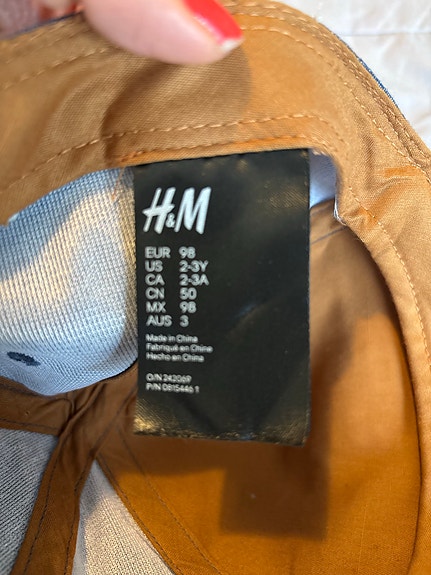 H&M
EUR 98
US 2-3Y
CA 2-3A
CN 50
MX 98
AUS 3
Made in China
Fabriqué en Chine
Hecho en China
O/N 242069
P/N 0815446 1